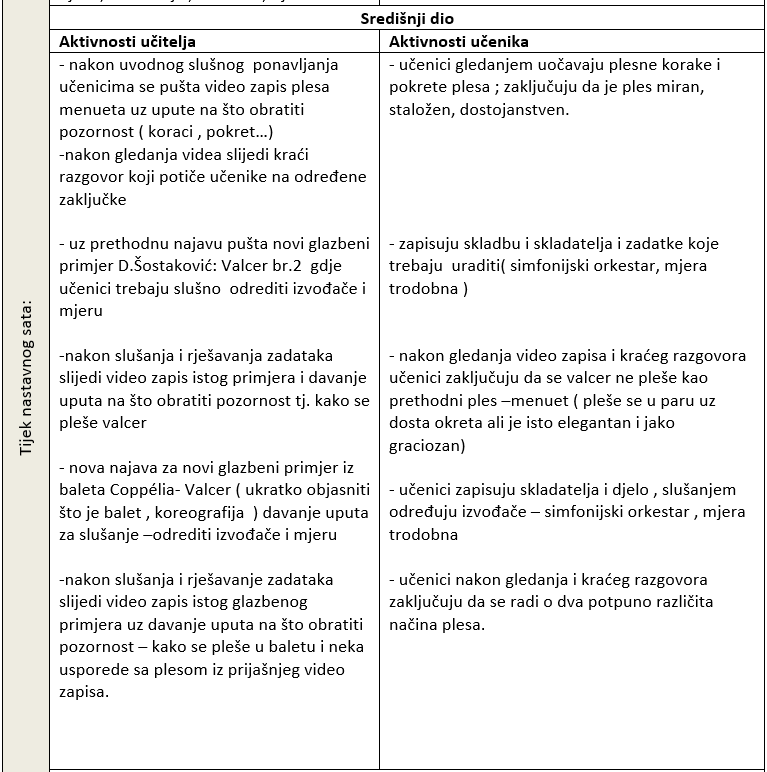 Središnji dio
Aktivnosti učitelja
Aktivnosti učenika
- nakon uvodnog slušnog  ponavljanja
učenicima se pušta video zapis plesa
menueta uz upute na što obratiti
pozornost ( koraci , pokret…)
-nakon gledanja videa slijedi kraći
razgovor koji potiče učenike na određene
zaključke
- uz prethodnu najavu pušta novi glazbeni
primjer D.Šostaković: Valcer br.2  gdje
učenici trebaju slušno  odrediti izvođače i
mjeru
-nakon slušanja i rješavanja zadataka
slijedi video zapis istog primjera i davanje
uputa na što obratiti pozornost tj. kako se
pleše valcer
- nova najava za novi glazbeni primjer iz
baleta Coppélia- Valcer ( ukratko objasniti
što je balet , koreografija  ) davanje uputa
za slušanje –odrediti izvođače i mjeru
-nakon slušanja i rješavanje zadataka
slijedi video zapis istog glazbenog
primjera uz davanje uputa na što obratiti
pozornost – kako se pleše u baletu i neka
usporede sa plesom iz prijašnjeg video
zapisa.
- učenici gledanjem uočavaju plesne korake i
pokrete plesa ; zaključuju da je ples miran,
staložen, dostojanstven.
- zapisuju skladbu i skladatelja i zadatke koje
trebaju  uraditi( simfonijski orkestar, mjera
trodobna )
- nakon gledanja video zapisa i kraćeg razgovora
učenici zaključuju da se valcer ne pleše kao
prethodni ples –menuet ( pleše se u paru uz
dosta okreta ali je isto elegantan i jako
graciozan)
- učenici zapisuju skladatelja i djelo , slušanjem
određuju izvođače – simfonijski orkestar , mjera
trodobna
- učenici nakon gledanja i kraćeg razgovora
zaključuju da se radi o dva potpuno različita
načina plesa.
Tijek nastavnog sata: